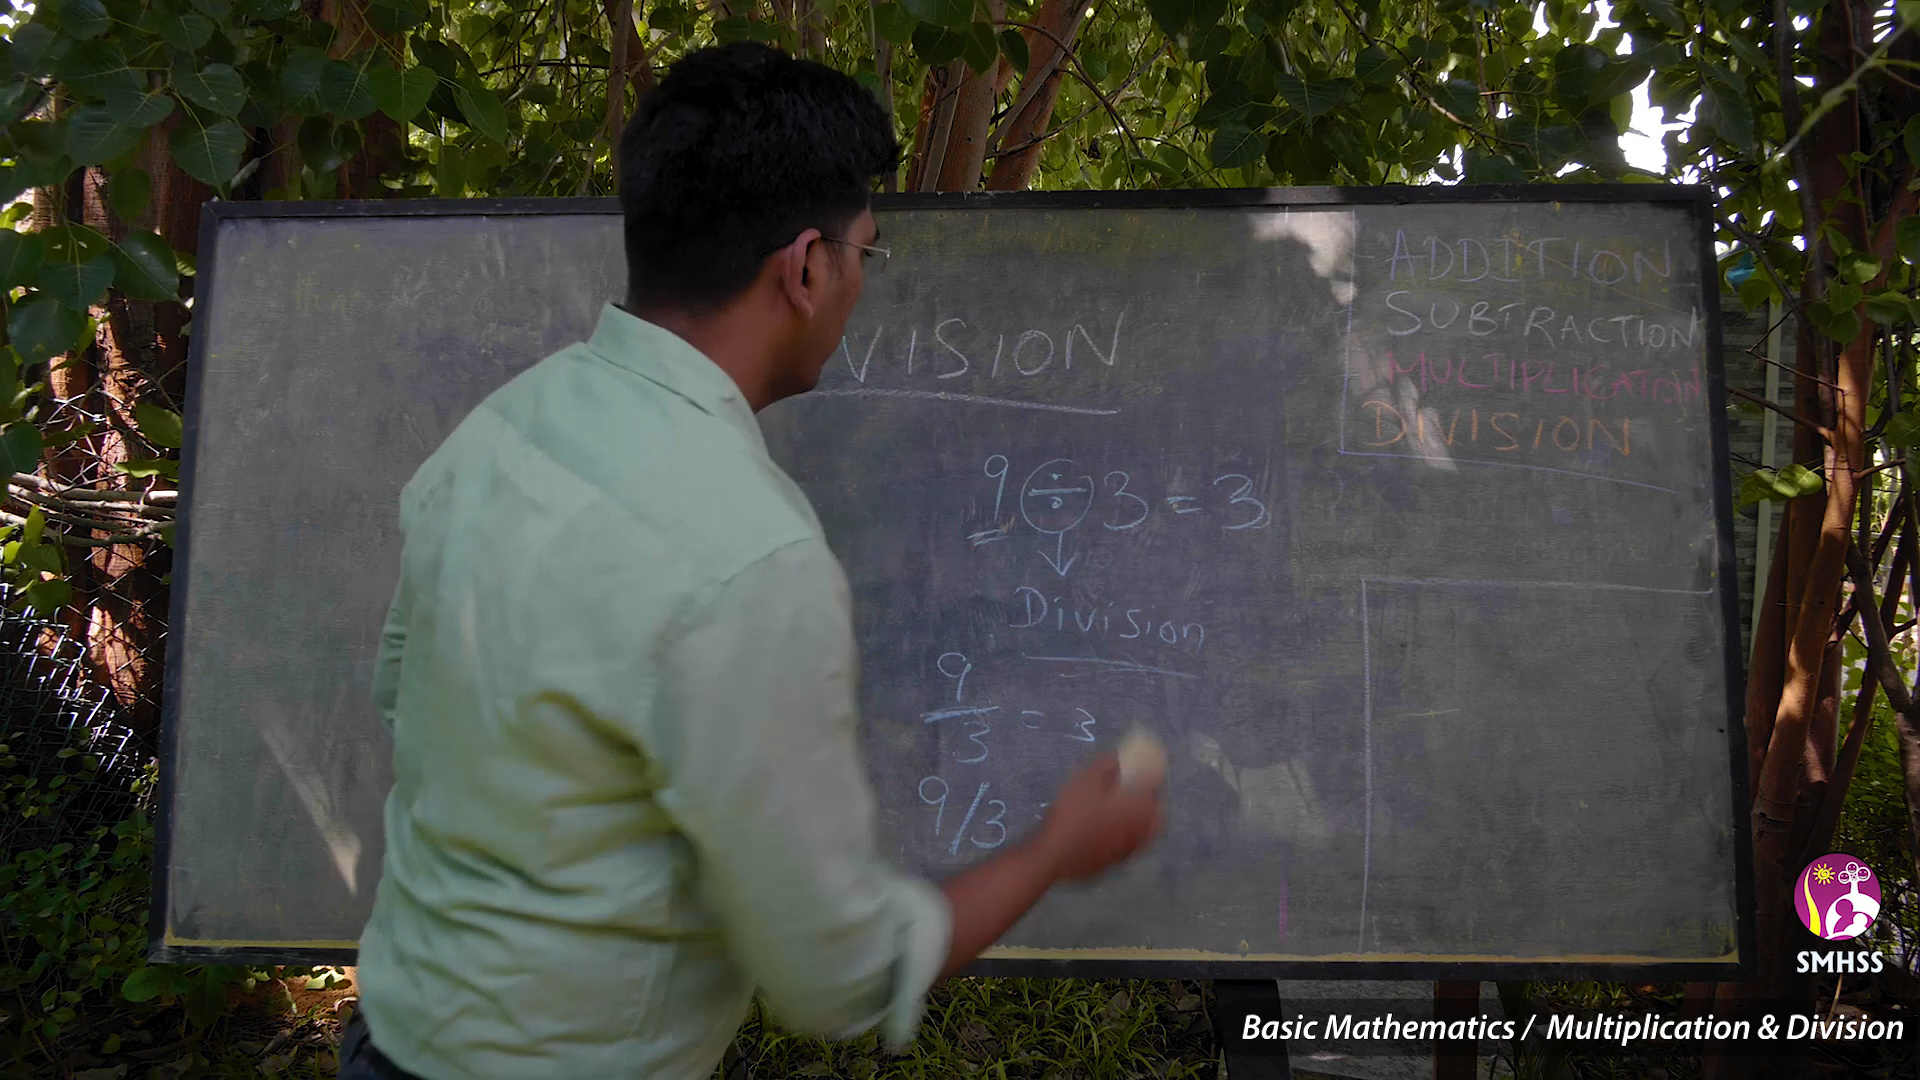 VISION
9 ÷ 3 = 3
Division
9/3 = 3
9/3 =
ADDITION
SUBTRACTION
MULTIPLICATION
DIVISION
SMHSS
Basic Mathematics / Multiplication & Division